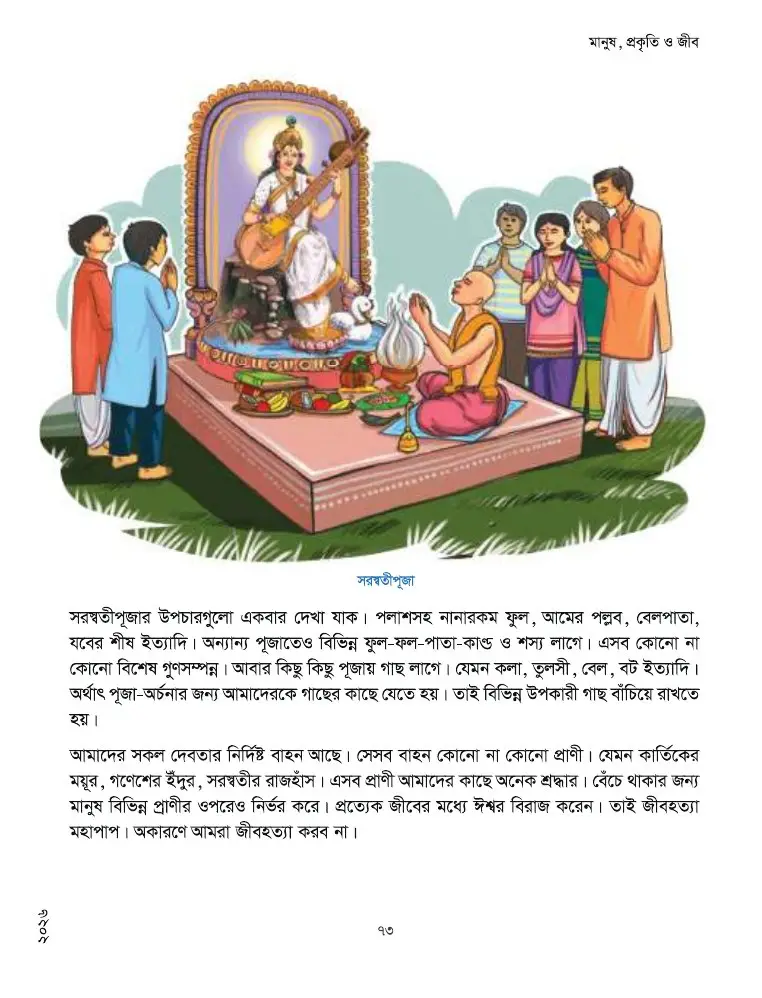 মানুষ, প্রকৃতি ও জীব
সরস্বতীপূজা
সরস্বতীপূজার উপচারগুলো একবার দেখা যাক। পলাশসহ নানারকম ফুল, আমের পল্লব, বেলপাতা,
যবের শীষ ইত্যাদি। অন্যান্য পূজাতেও বিভিন্ন ফুল-ফল-পাতা-কাণ্ড ও শস্য লাগে। এসব কোনো না
কোনো বিশেষ গুণসম্পন্ন। আবার কিছু কিছু পূজায় গাছ লাগে। যেমন কলা, তুলসী, বেল, বট ইত্যাদি।
অর্থাৎ পূজা-অর্চনার জন্য আমাদেরকে গাছের কাছে যেতে হয়। তাই বিভিন্ন উপকারী গাছ বাঁচিয়ে রাখতে
হয়।
আমাদের সকল দেবতার নির্দিষ্ট বাহন আছে। সেসব বাহন কোনো না কোনো প্রাণী। যেমন কার্তিকের
ময়ূর, গণেশের ইঁদুর, সরস্বতীর রাজহাঁস। এসব প্রাণী আমাদের কাছে অনেক শ্রদ্ধার। বেঁচে থাকার জন্য
মানুষ বিভিন্ন প্রাণীর ওপরেও নির্ভর করে। প্রত্যেক জীবের মধ্যে ঈশ্বর বিরাজ করেন। তাই জীবহত্যা
মহাপাপ। অকারণে আমরা জীবহত্যা করব না।
২০২৬
৭৩